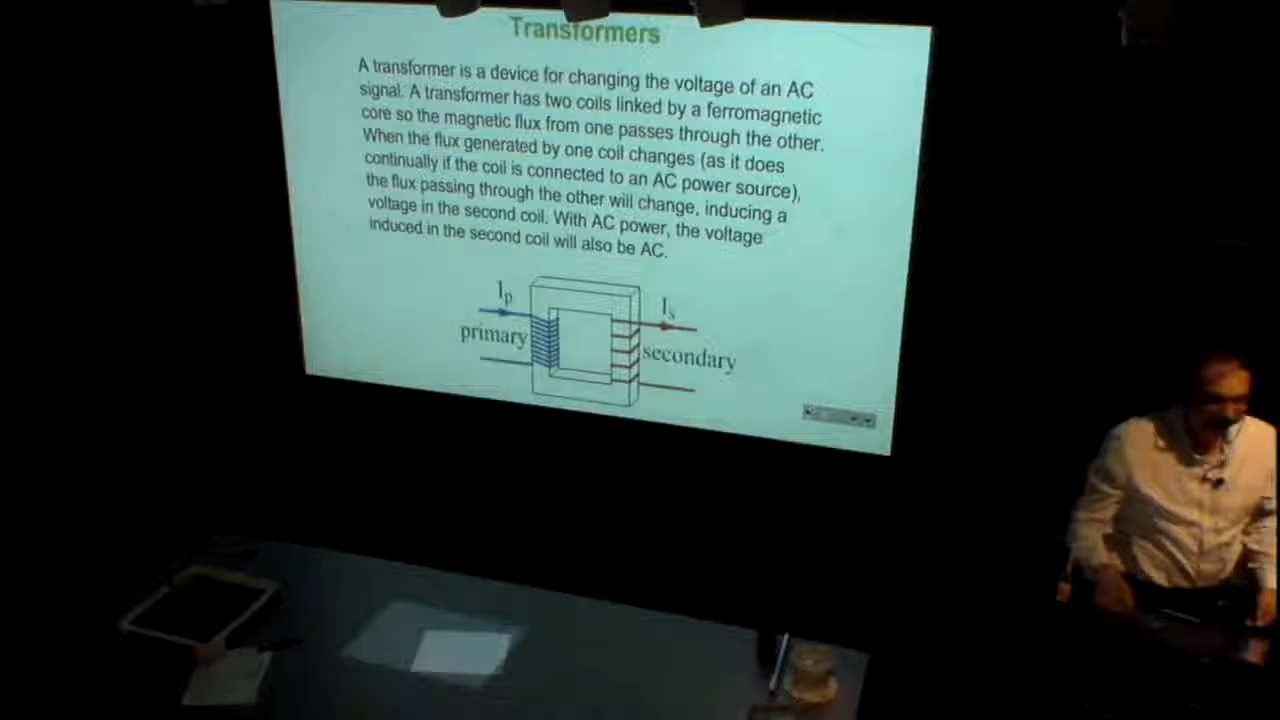 Transformers
A transformer is a device for changing the voltage of an AC
signal. A transformer has two coils linked by a ferromagnetic
core so the magnetic flux from one passes through the other.
When the flux generated by one coil changes (as it does
continually if the coil is connected to an AC power source),
the flux passing through the other will change, inducing a
voltage in the second coil. With AC power, the voltage
induced in the second coil will also be AC.
Ip
Is
primary
secondary